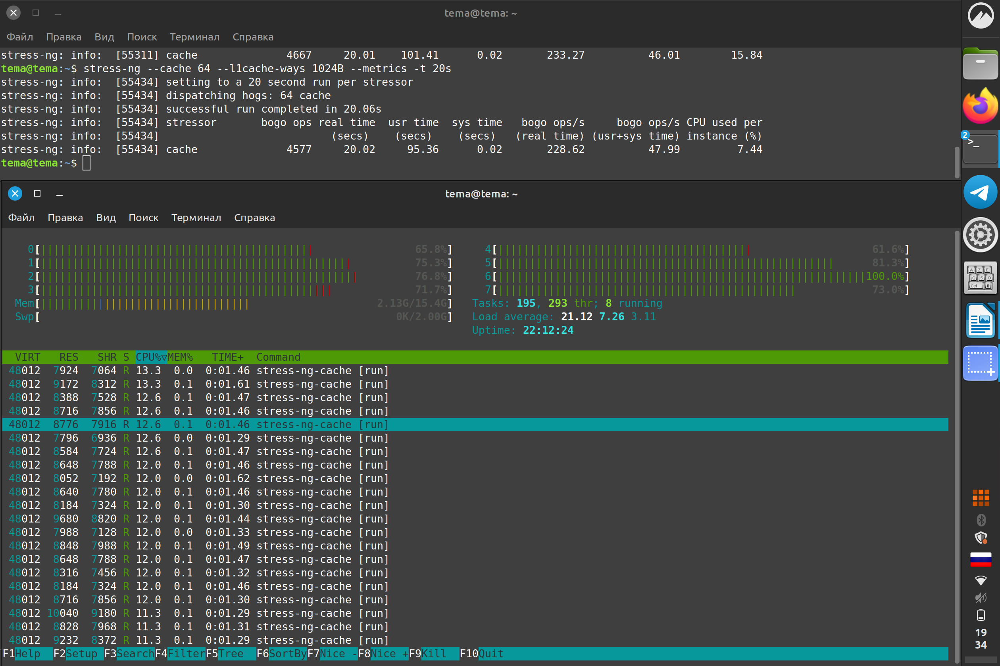 tema@tema: ~
Файл Правка Вид Поиск Терминал Справка
stress-ng: info:  [55311] cache              4667     20.01    101.41      0.02       233.27          46.01        15.84
tema@tema:~$ stress-ng --cache 64 --l1cache-ways 1024B --metrics -t 20s
stress-ng: info:  [55434] setting to a 20 second run per stressor
stress-ng: info:  [55434] dispatching hogs: 64 cache
stress-ng: info:  [55434] successful run completed in 20.06s
stress-ng: info:  [55434] stressor       bogo ops real time  usr time  sys time   bogo ops/s     bogo ops/s CPU used per
stress-ng: info:  [55434]                           (secs)    (secs)    (secs)  (real time) (usr+sys time) instance (%)
stress-ng: info:  [55434] cache              4577     20.02     95.36      0.02       228.62          47.99         7.44
tema@tema:~$
tema@tema: ~
Файл Правка Вид Поиск Терминал Справка
0[ 65.8%] 4[ 61.6%]
1[ 75.3%] 5[ 81.3%]
2[ 76.8%] 6[ 100.0%]
3[ 71.7%] 7[ 73.0%]
Mem[ 2.13G/15.4G] Tasks: 195, 293 thr; 8 running
Swp[ 0K/2.00G] Load average: 21.12 7.26 3.11
Uptime: 22:12:24
VIRT RES SHR S CPU%▽MEM% TIME+ Command
48012 7924 7064 R 13.3 0.0 0:01.46 stress-ng-cache [run]
48012 9172 8312 R 13.3 0.1 0:01.61 stress-ng-cache [run]
48012 8388 7528 R 12.6 0.1 0:01.47 stress-ng-cache [run]
48012 8716 7856 R 12.6 0.1 0:01.46 stress-ng-cache [run]
48012 8776 7916 R 12.6 0.1 0:01.46 stress-ng-cache [run]
48012 7796 6936 R 12.6 0.0 0:01.29 stress-ng-cache [run]
48012 8584 7724 R 12.6 0.1 0:01.47 stress-ng-cache [run]
48012 8648 7788 R 12.0 0.1 0:01.46 stress-ng-cache [run]
48012 8052 7192 R 12.0 0.0 0:01.62 stress-ng-cache [run]
48012 8640 7780 R 12.0 0.1 0:01.46 stress-ng-cache [run]
48012 8184 7324 R 12.0 0.1 0:01.30 stress-ng-cache [run]
48012 9680 8820 R 12.0 0.1 0:01.44 stress-ng-cache [run]
48012 7988 7128 R 12.0 0.0 0:01.33 stress-ng-cache [run]
48012 8848 7988 R 12.0 0.1 0:01.49 stress-ng-cache [run]
48012 8648 7788 R 12.0 0.1 0:01.47 stress-ng-cache [run]
48012 8316 7456 R 12.0 0.1 0:01.32 stress-ng-cache [run]
48012 8184 7324 R 12.0 0.1 0:01.46 stress-ng-cache [run]
48012 8716 7856 R 12.0 0.1 0:01.30 stress-ng-cache [run]
48012 10040 9180 R 11.3 0.1 0:01.29 stress-ng-cache [run]
48012 8828 7968 R 11.3 0.1 0:01.31 stress-ng-cache [run]
48012 9232 8372 R 11.3 0.1 0:01.29 stress-ng-cache [run]
F1Help F2Setup F3SearchF4FilterF5Tree F6SortByF7Nice -F8Nice +F9Kill F10Quit
2
>_
A Z E
Q S D
Ctrl
19
34